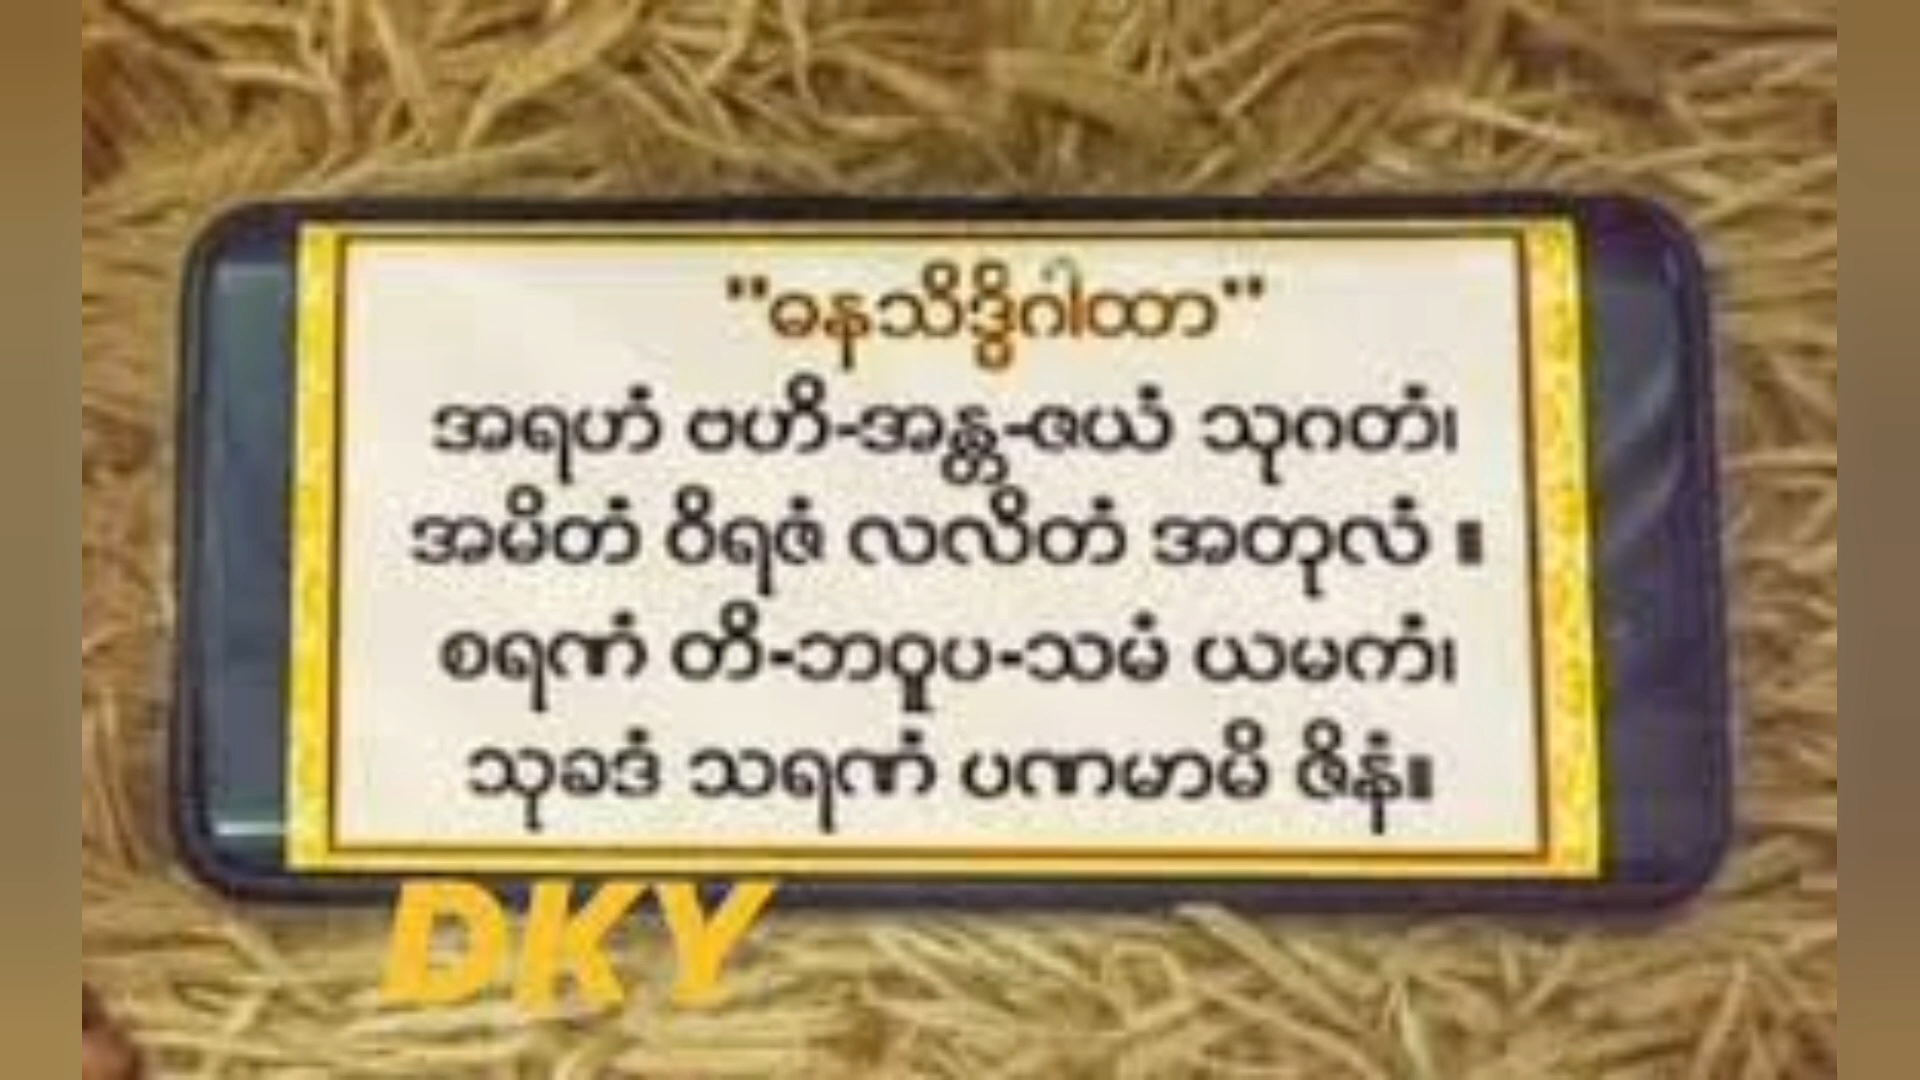 "ဓနသိဒ္ဓိဂါထာ"
အရဟံ ဗဟိ-အန္တ-ဇယံ သုဂတံ၊
အမိတံ ဝိရဇံ လလိတံ အတုလံ ။
စရဏံ တိ-ဘဝူပ-သမံ ယမကံ၊
သုခဒံ သရဏံ ပဏမာမိ ဇိနံ။
DKY